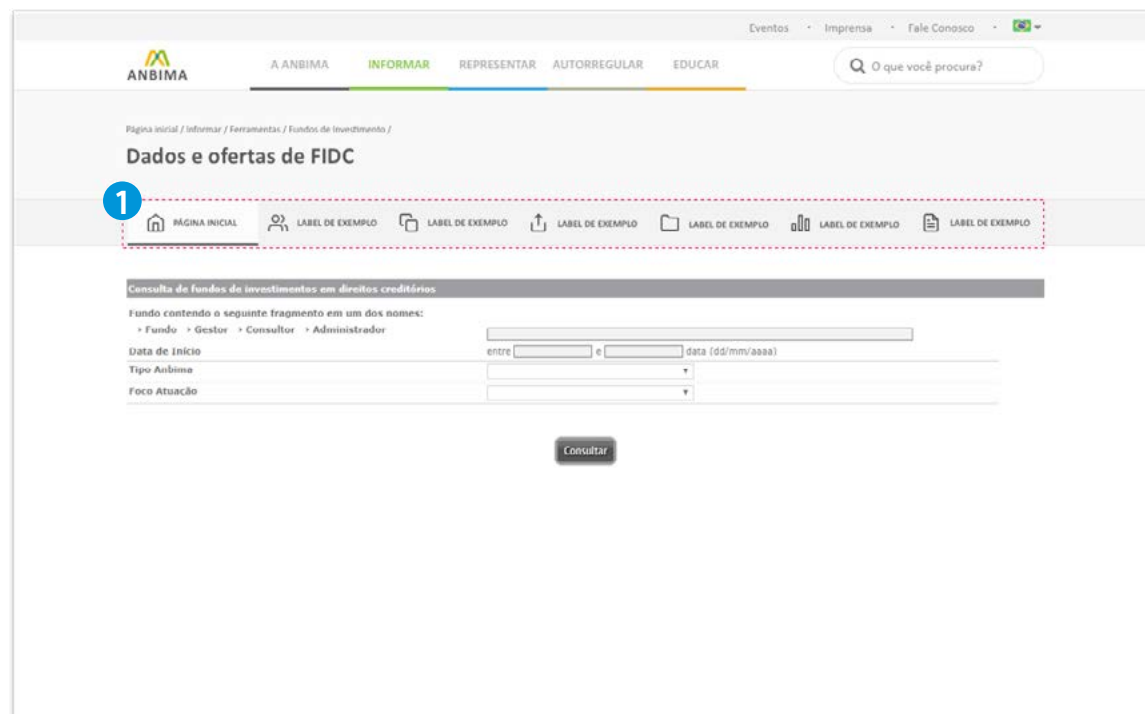 Eventos · Imprensa · Fale Conosco ·
ANBIMA
A ANBIMA INFORMAR REPRESENTAR AUTORREGULAR EDUCAR
O que você procura?
Página inicial / Informar / Ferramentas / Fundos de Investimento /
Dados e ofertas de FIDC
1
PÁGINA INICIAL LABEL DE EXEMPLO LABEL DE EXEMPLO LABEL DE EXEMPLO LABEL DE EXEMPLO LABEL DE EXEMPLO LABEL DE EXEMPLO
Consulta de fundos de investimentos em direitos creditórios
Fundo contendo o seguinte fragmento em um dos nomes:
› Fundo › Gestor › Consultor › Administrador
Data de Início entre e data (dd/mm/aaaa)
Tipo Anbima
Foco Atuação
Consultar